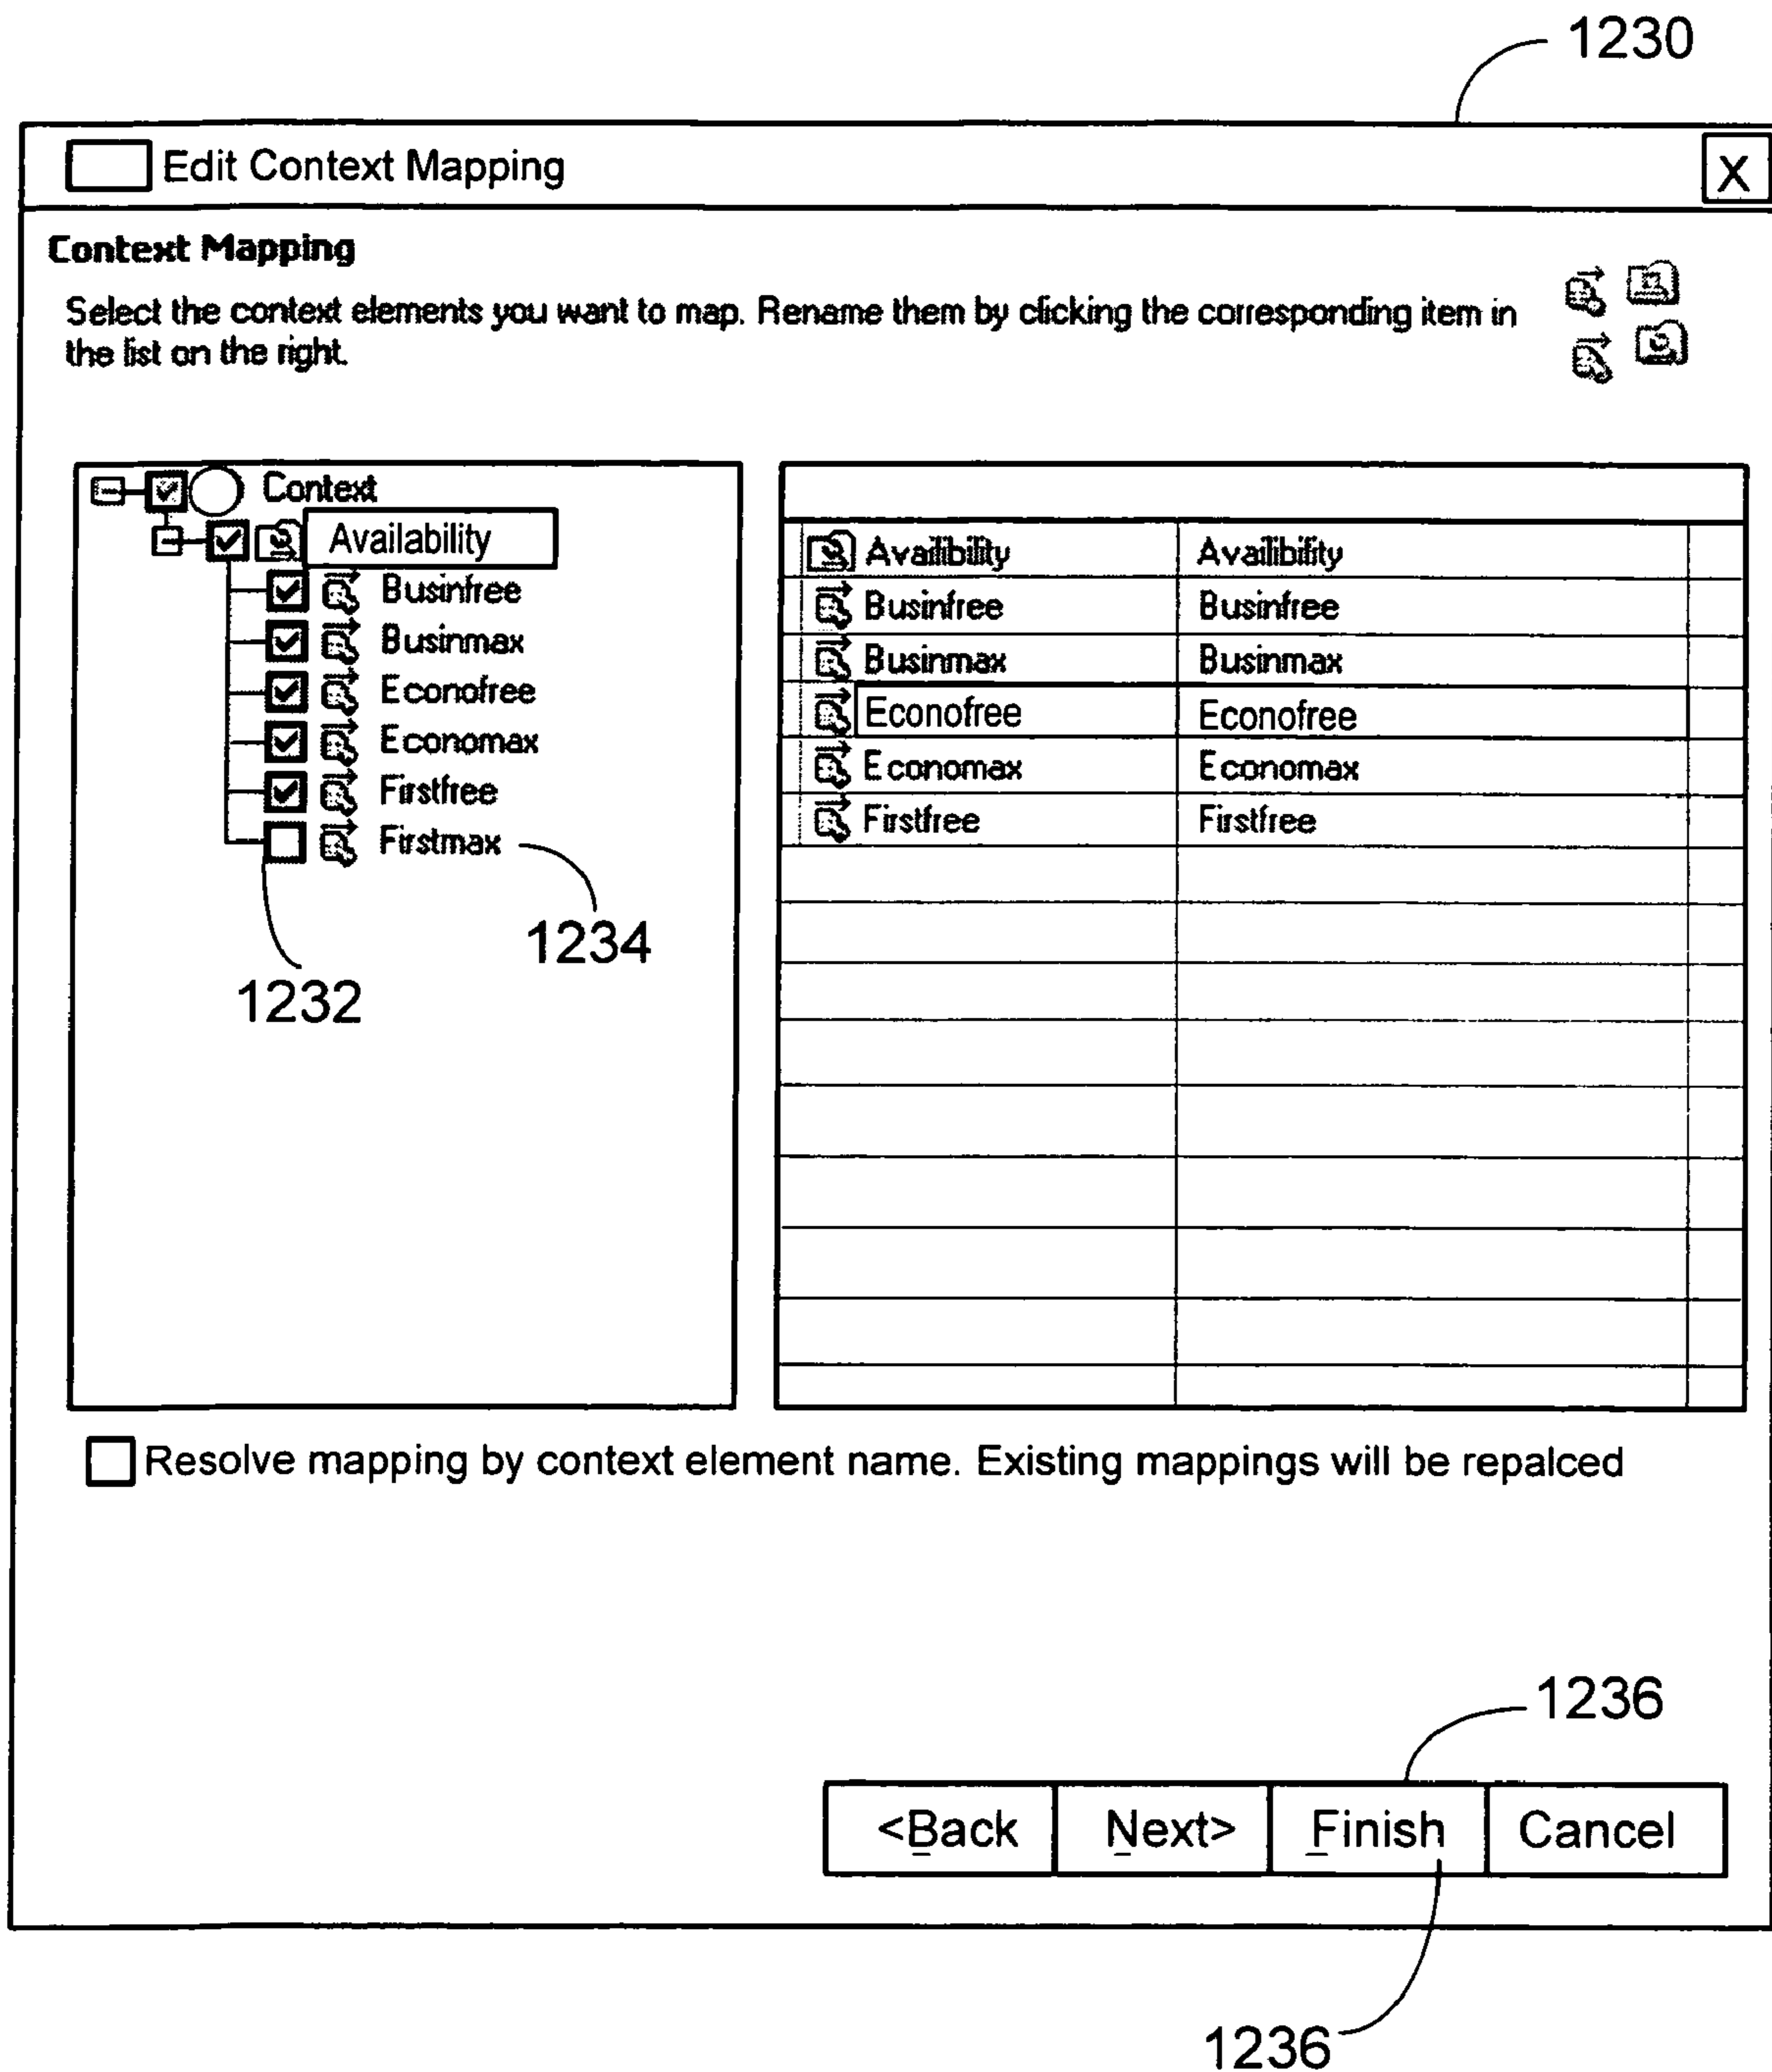 1230
Edit Context Mapping X
Context Mapping
Select the context elements you want to map. Rename them by clicking the corresponding item in
the list on the right.
Context
Availability
Businfree
Businmax
Econofree
Economax
Firstfree
Firstmax
1234
1232
Availibility Availibility
Businfree Businfree
Businmax Businmax
Econofree Econofree
Economax Economax
Firstfree Firstfree
Resolve mapping by context element name. Existing mappings will be repalced
1236
<Back Next> Finish Cancel
1236